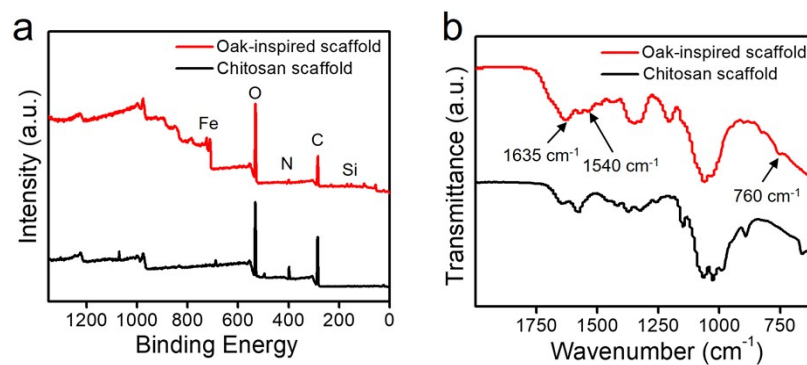 a
Oak-inspired scaffold
Chitosan scaffold
O
Fe
C
N
Si
Intensity (a.u.)
1200 1000 800 600 400 200 0
Binding Energy
b
Oak-inspired scaffold
Chitosan scaffold
1635 cm⁻¹
1540 cm⁻¹
760 cm⁻¹
Transmittance (a.u.)
1750 1500 1250 1000 750
Wavenumber (cm⁻¹)